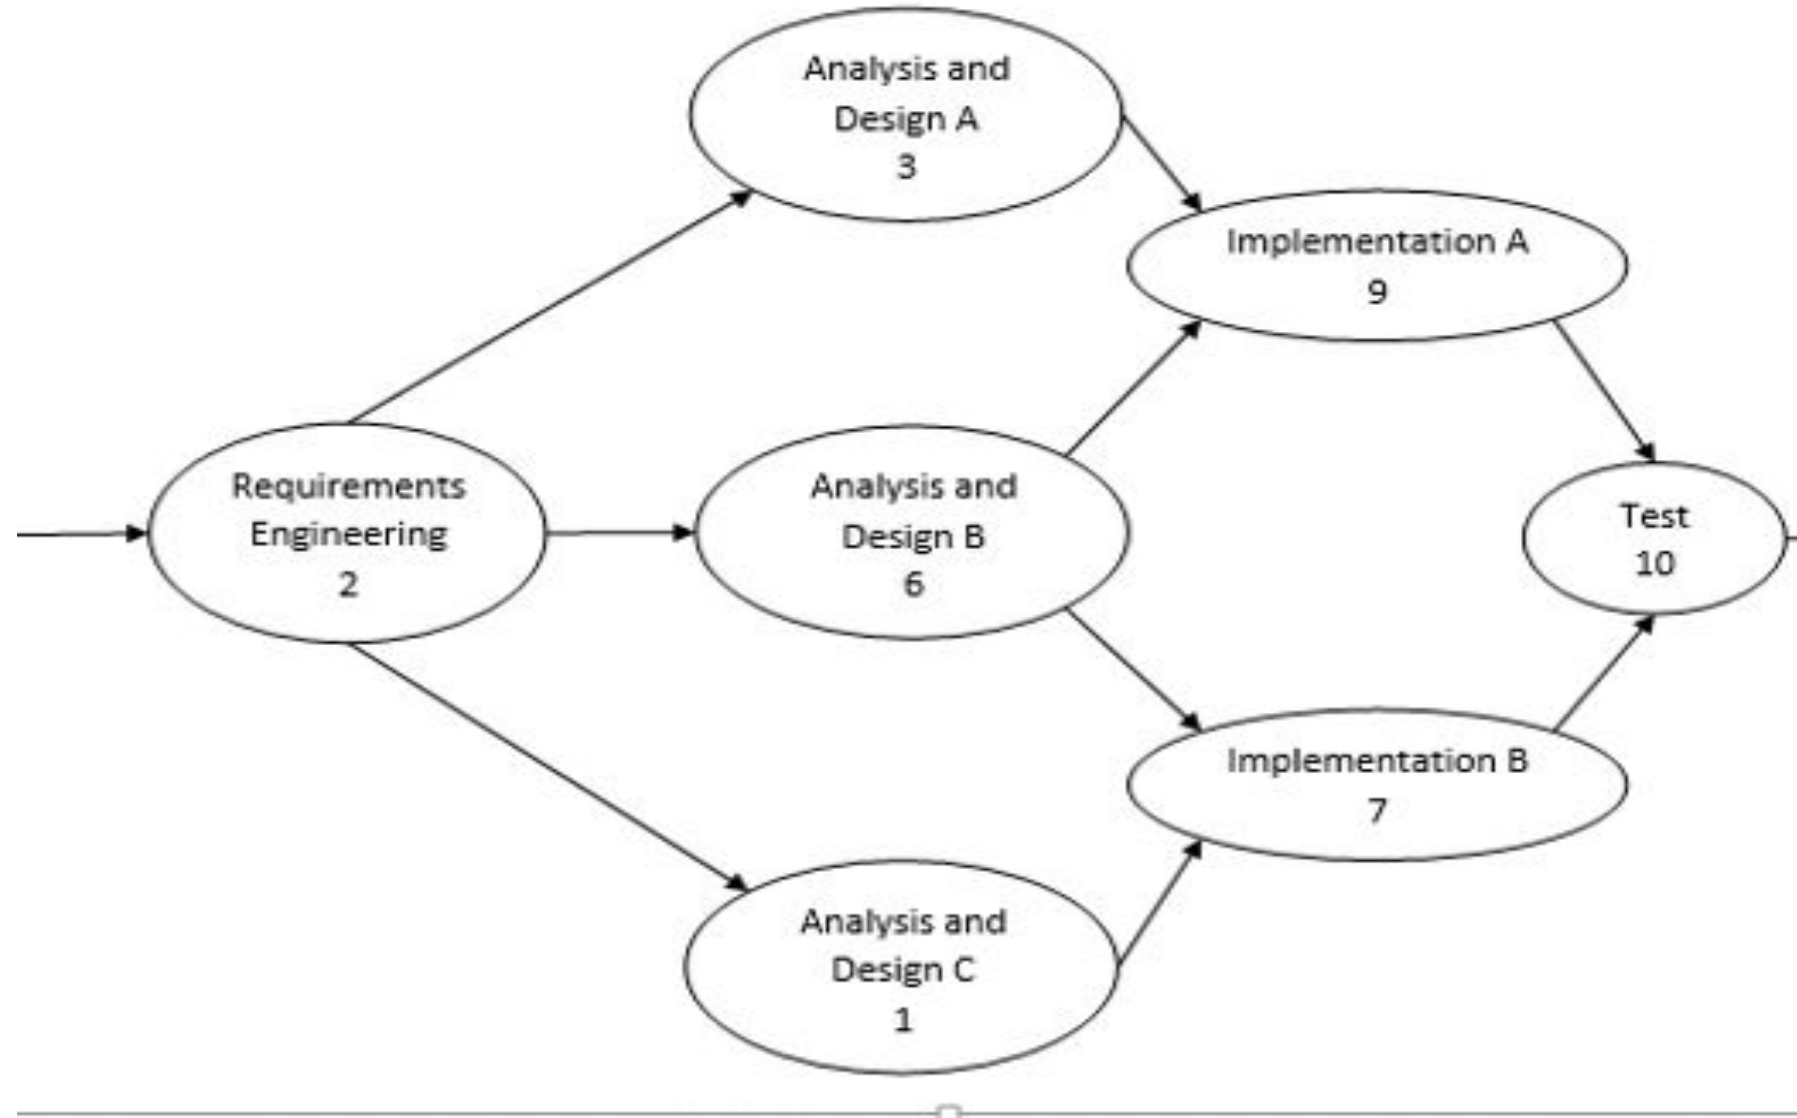 Analysis and
Design A
3
Implementation A
9
Requirements
Engineering
2
Analysis and
Design B
6
Test
10
Implementation B
7
Analysis and
Design C
1